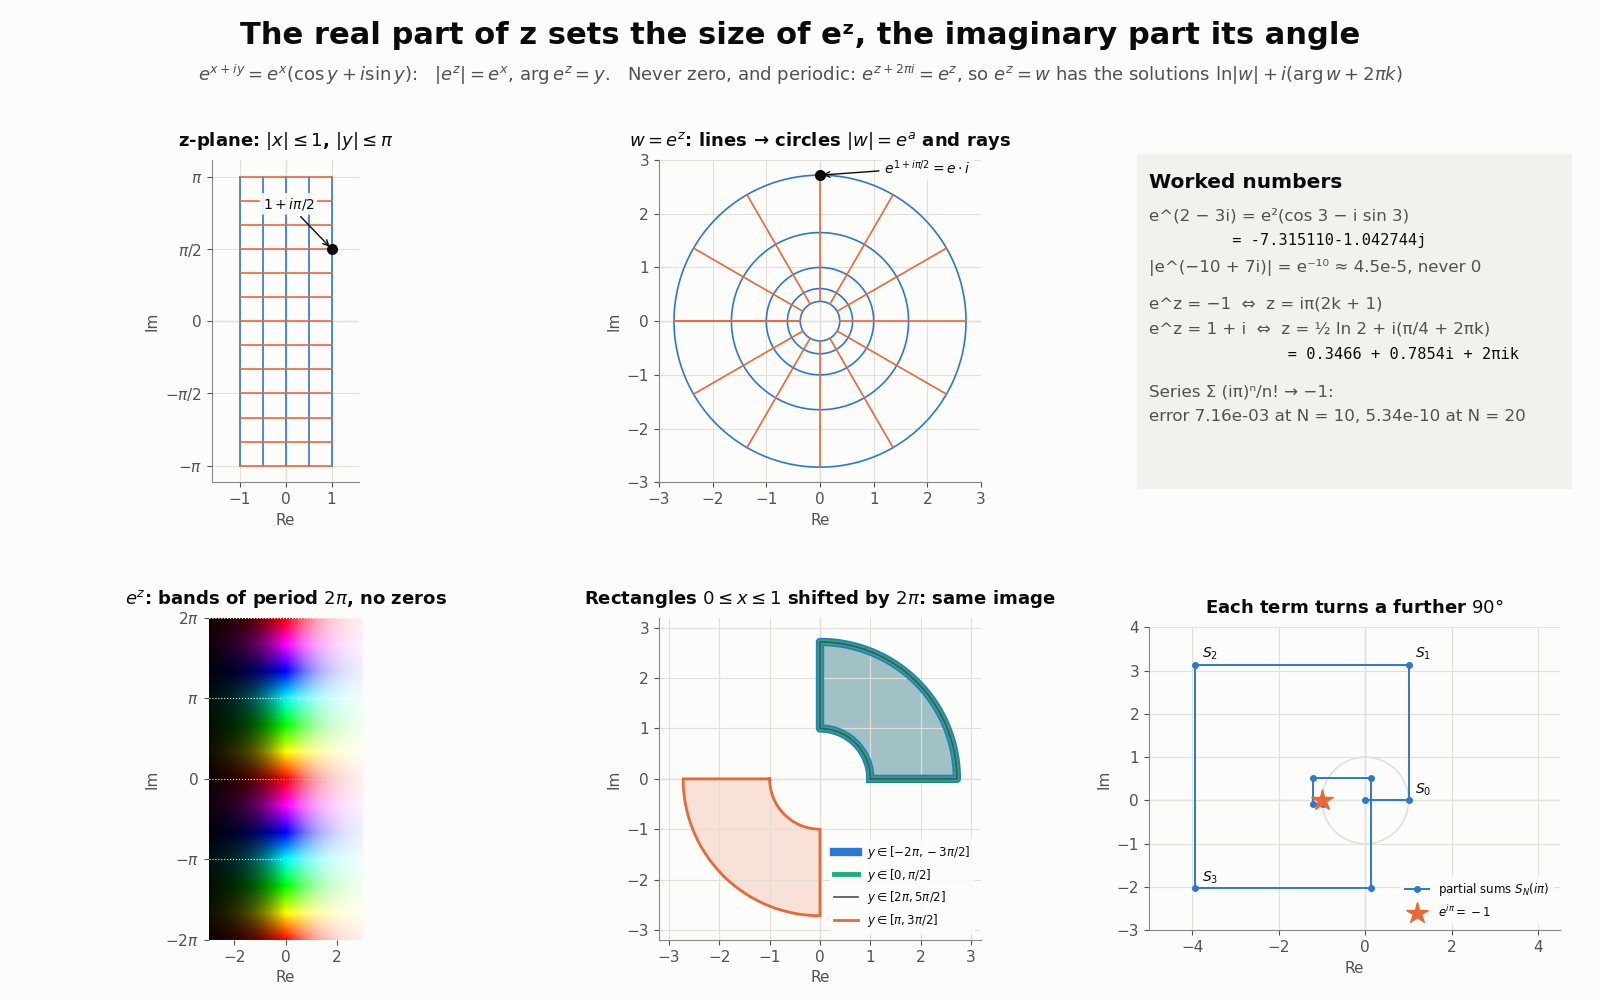 The real part of z sets the size of eᶻ, the imaginary part its angle
e^{x+iy} = e^x(cos y + i sin y):   |e^z| = e^x, arg e^z = y.   Never zero, and periodic: e^{z+2πi} = e^z, so e^z = w has the solutions ln|w| + i(arg w + 2πk)
z-plane: |x| ≤ 1, |y| ≤ π
π
1 + iπ/2
π/2
0
−π/2
−π
Im
−1 0 1
Re
w = e^z: lines → circles |w| = e^a and rays
e^{1+iπ/2} = e · i
3
2
1
0
−1
−2
−3
Im
−3 −2 −1 0 1 2 3
Re
Worked numbers
e^(2 − 3i) = e²(cos 3 − i sin 3)
= -7.315110-1.042744j
|e^(−10 + 7i)| = e⁻¹⁰ ≈ 4.5e-5, never 0
e^z = −1 ⇔ z = iπ(2k + 1)
e^z = 1 + i ⇔ z = ½ ln 2 + i(π/4 + 2πk)
= 0.3466 + 0.7854i + 2πik
Series Σ (iπ)ⁿ/n! → −1:
error 7.16e-03 at N = 10, 5.34e-10 at N = 20
e^z: bands of period 2π, no zeros
2π
π
0
−π
−2π
Im
−2 0 2
Re
Rectangles 0 ≤ x ≤ 1 shifted by 2π: same image
3
2
1
0
−1
−2
−3
Im
−3 −2 −1 0 1 2 3
Re
y ∈ [−2π, −3π/2]
y ∈ [0, π/2]
y ∈ [2π, 5π/2]
y ∈ [π, 3π/2]
Each term turns a further 90°
4
3
2
1
0
−1
−2
−3
Im
−4 −2 0 2 4
Re
S₂
S₁
S₀
S₃
partial sums S_N(iπ)
e^{iπ} = −1